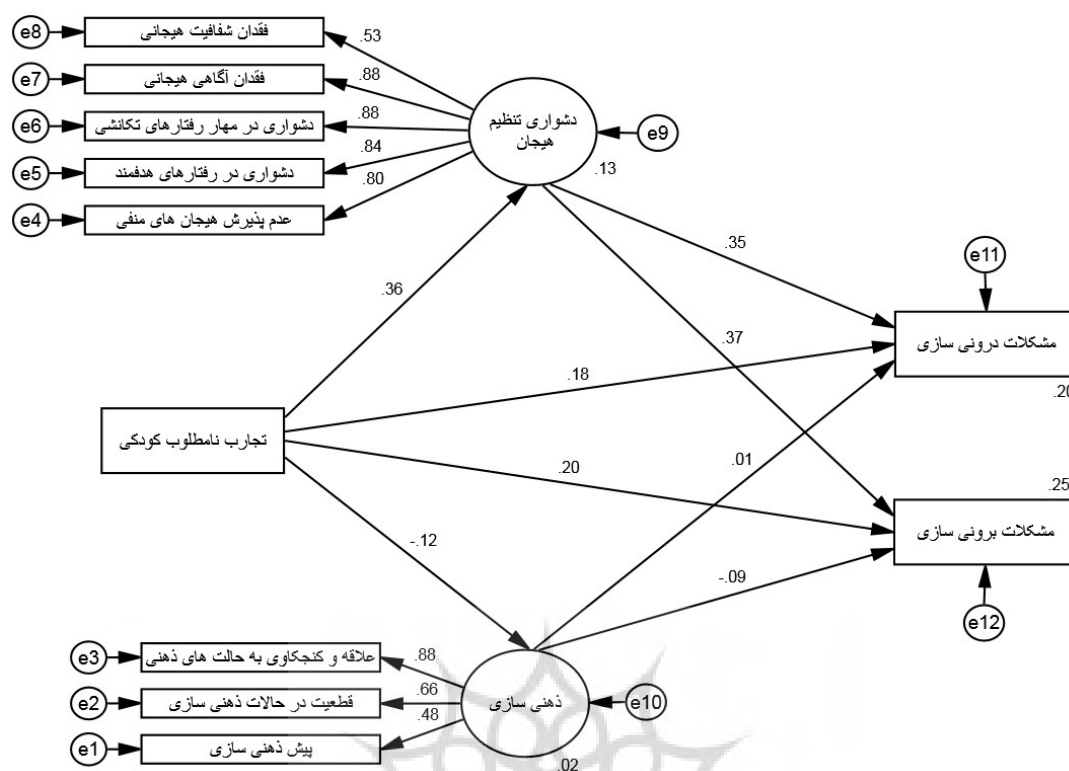 e8
فقدان شفافیت هیجانی
.53
e7
فقدان آگاهی هیجانی
.88
e6
دشواری در مهار رفتارهای تکانشی
.88
e5
دشواری در رفتارهای هدفمند
.84
e4
عدم پذیرش هیجان های منفی
.80
دشواری تنظیم
هیجان
e9
.13
.36
.35
e11
مشکلات درونی سازی
.20
.37
.18
تجارب نامطلوب کودکی
.01
.20
.25
مشکلات برونی سازی
-.12
-.09
e12
e3
علاقه و کنجکاوی به حالت های ذهنی
.88
e2
قطعیت در حالات ذهنی سازی
.66
e1
پیش ذهنی سازی
.48
ذهنی سازی
e10
.02